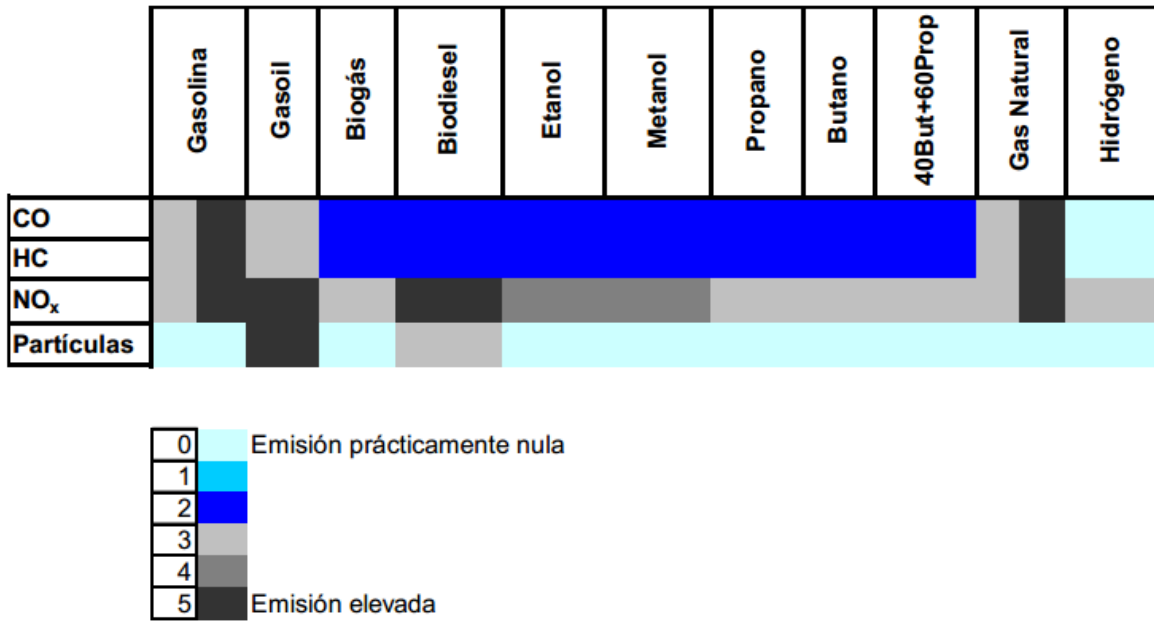 Gasolina
Gasoil
Biogás
Biodiesel
Etanol
Metanol
Propano
Butano
40But+60Prop
Gas Natural
Hidrógeno
CO
HC
NOₓ
Partículas
0 Emisión prácticamente nula
1
2
3
4
5 Emisión elevada